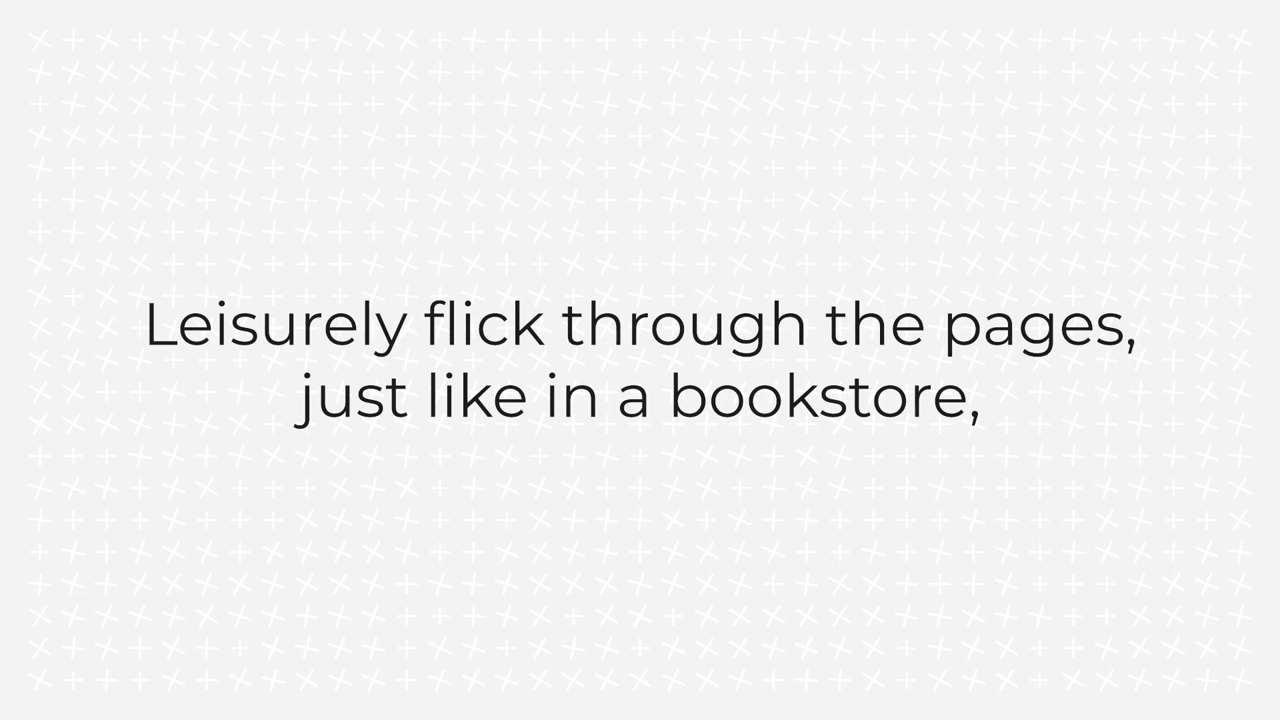 Leisurely flick through the pages,
just like in a bookstore,